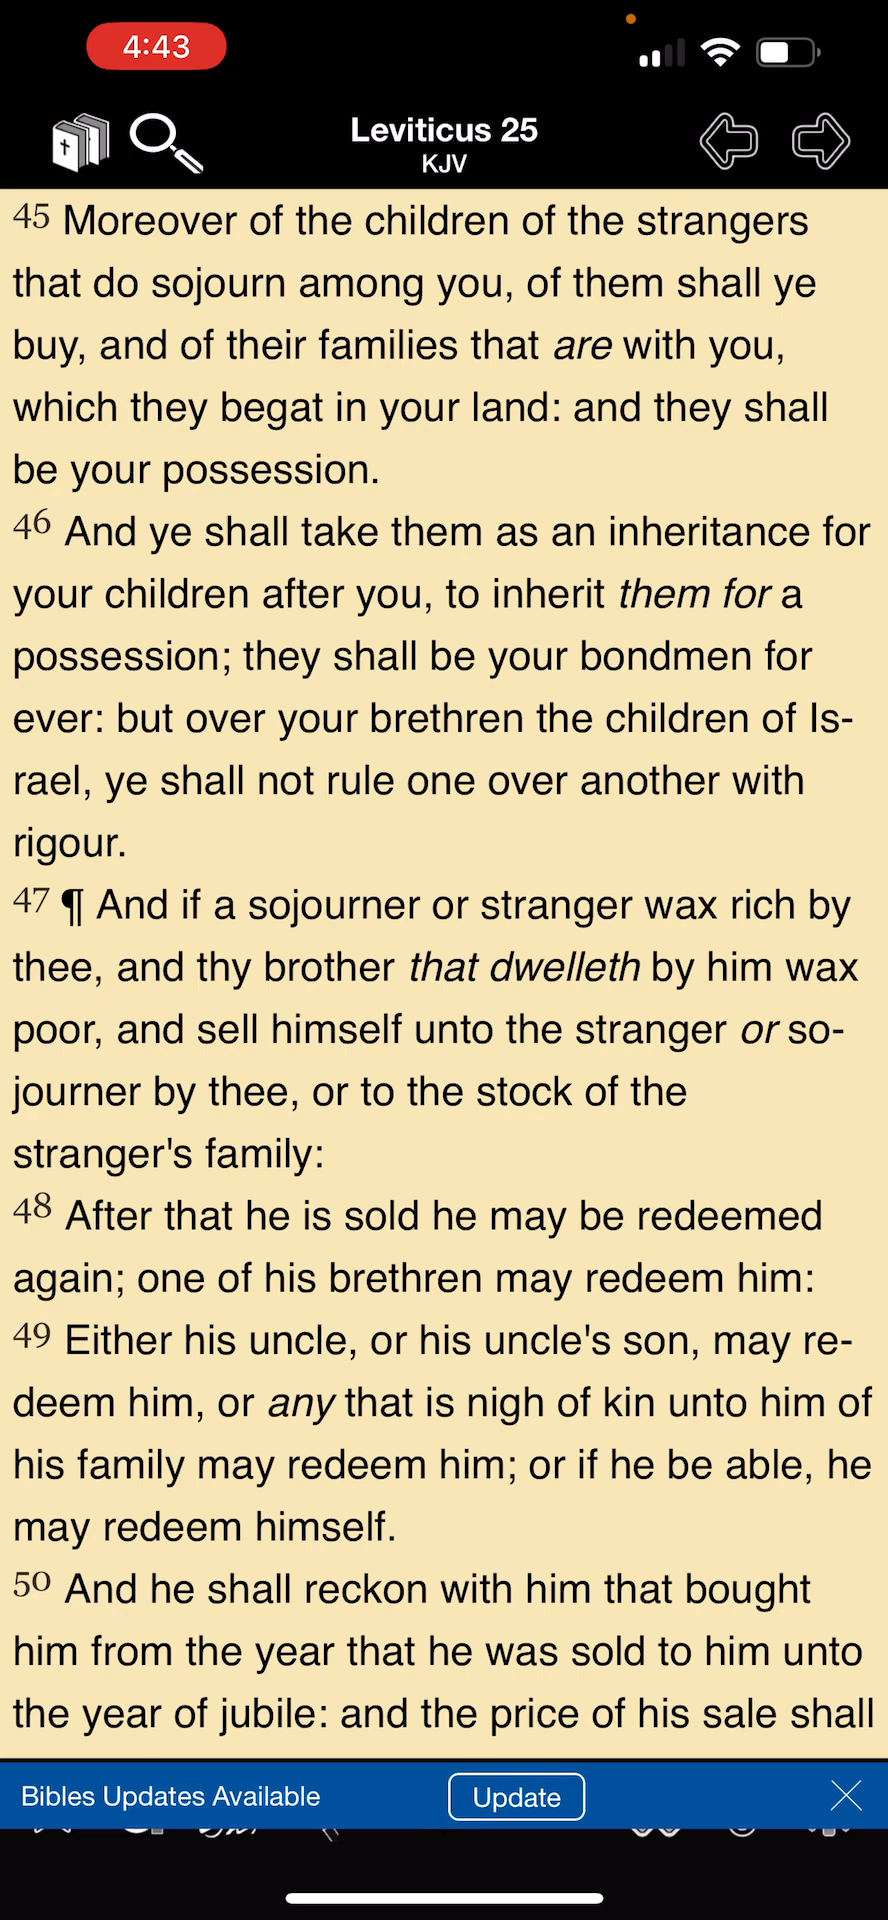 4:43
Leviticus 25
KJV
45 Moreover of the children of the strangers
that do sojourn among you, of them shall ye
buy, and of their families that are with you,
which they begat in your land: and they shall
be your possession.
46 And ye shall take them as an inheritance for
your children after you, to inherit them for a
possession; they shall be your bondmen for
ever: but over your brethren the children of Is-
rael, ye shall not rule one over another with
rigour.
47 ¶ And if a sojourner or stranger wax rich by
thee, and thy brother that dwelleth by him wax
poor, and sell himself unto the stranger or so-
journer by thee, or to the stock of the
stranger's family:
48 After that he is sold he may be redeemed
again; one of his brethren may redeem him:
49 Either his uncle, or his uncle's son, may re-
deem him, or any that is nigh of kin unto him of
his family may redeem him; or if he be able, he
may redeem himself.
50 And he shall reckon with him that bought
him from the year that he was sold to him unto
the year of jubile: and the price of his sale shall
Bibles Updates Available
Update